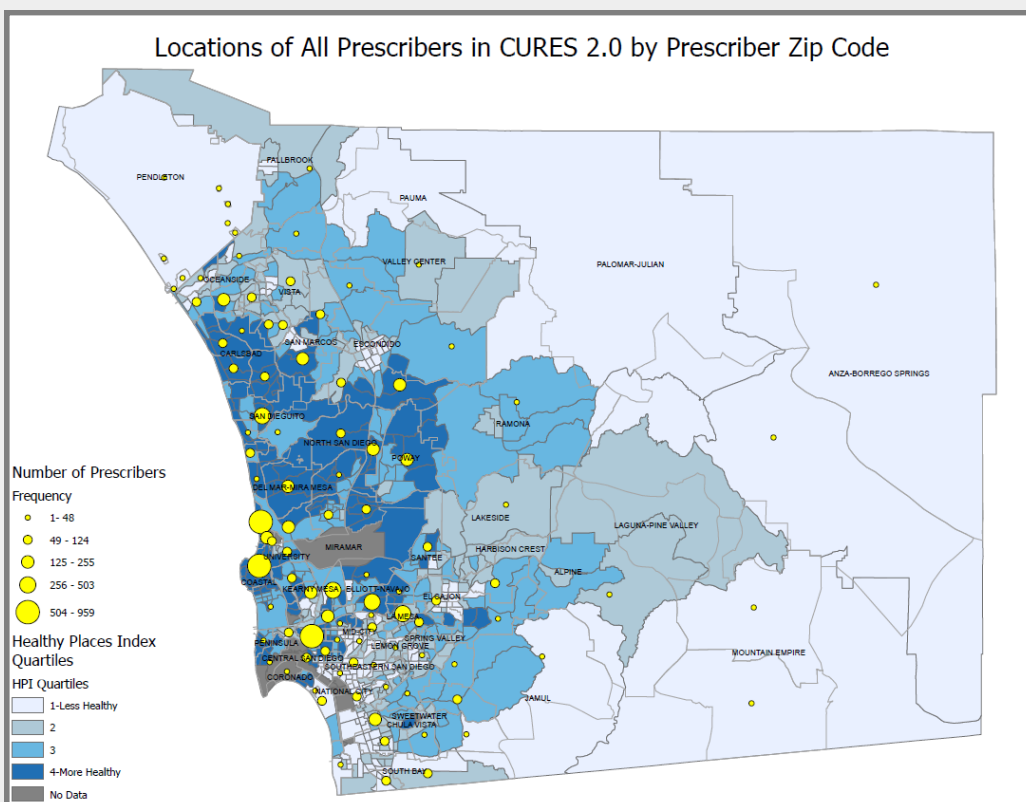 Locations of All Prescribers in CURES 2.0 by Prescriber Zip Code
FALLBROOK
PENDLETON
PAUMA
VALLEY CENTER
PALOMAR-JULIAN
OCEANSIDE
VISTA
SAN MARCOS
ESCONDIDO
CARLSBAD
ANZA-BORREGO SPRINGS
SAN DIEGUITO
RAMONA
NORTH SAN DIEGO
POWAY
DEL MAR-MIRA MESA
LAKESIDE
LAGUNA-PINE VALLEY
MIRAMAR
HARBISON CREST
UNIVERSITY
SANTEE
ALPINE
COASTAL
KEARNY MESA
ELLIOTT-NAVAJO
EL CAJON
LA MESA
MID-CITY
SPRING VALLEY
PENINSULA
LEMON GROVE
MOUNTAIN EMPIRE
CENTRAL SAN DIEGO
SOUTHEASTERN SAN DIEGO
CORONADO
NATIONAL CITY
JAMUL
SWEETWATER
CHULA VISTA
SOUTH BAY
Number of Prescribers
Frequency
1- 48
49 - 124
125 - 255
256 - 503
504 - 959
Healthy Places Index
Quartiles
HPI Quartiles
1-Less Healthy
2
3
4-More Healthy
No Data